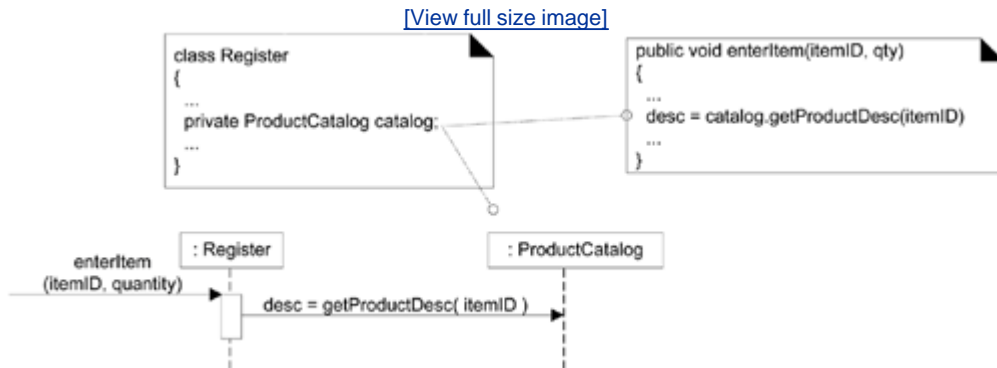 [View full size image]
class Register
{
...
private ProductCatalog catalog;
...
}
public void enterItem(itemID, qty)
{
...
desc = catalog.getProductDesc(itemID)
...
}
: Register
: ProductCatalog
enterItem
(itemID, quantity)
desc = getProductDesc( itemID )